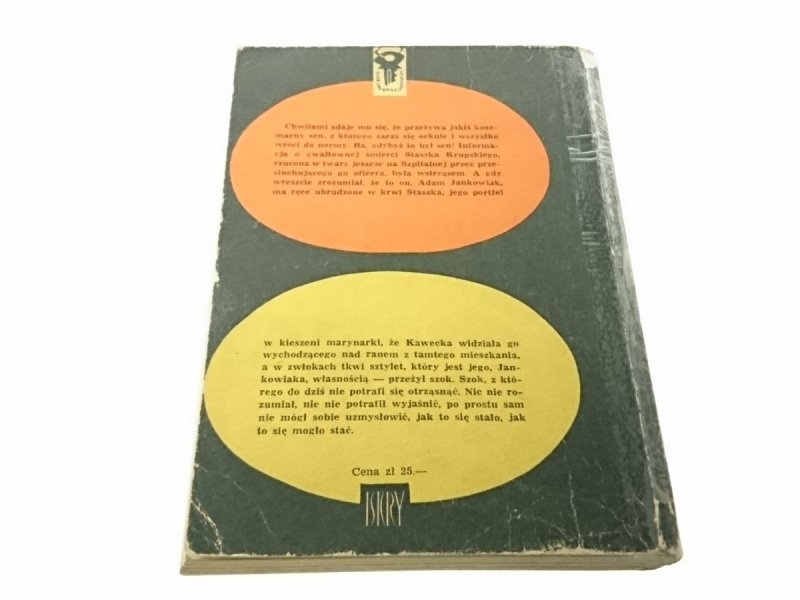 Chwilami zdaje mu się, że przeżywa jakiś kosz-
marny sen, z którego zaraz się ocknie i wszystko
wróci do normy. Ba, gdybyż to był sen! Informa-
cja o gwałtownej śmierci Staszka Krupskiego,
rzucona w twarz jeszcze na Szpitalnej przez prze-
słuchującego go oficera, była wstrząsem. A gdy
wreszcie zrozumiał, że to on, Adam Jankowiak,
ma ręce ubrudzone w krwi Staszka, jego portfel
w kieszeni marynarki, że Kawecka widziała go
wychodzącego nad ranem z tamtego mieszkania,
a w zwłokach tkwi sztylet, który jest jego, Jan-
kowiaka, własnością — przeżył szok. Szok, z któ-
rego do dziś nie potrafi się otrząsnąć. Nic nie ro-
zumiał, nic nie potrafił wyjaśnić, po prostu sam
nie mógł sobie uzmysłowić, jak to się stało, jak
to się mogło stać.
Cena zł 25.—
ISKRY